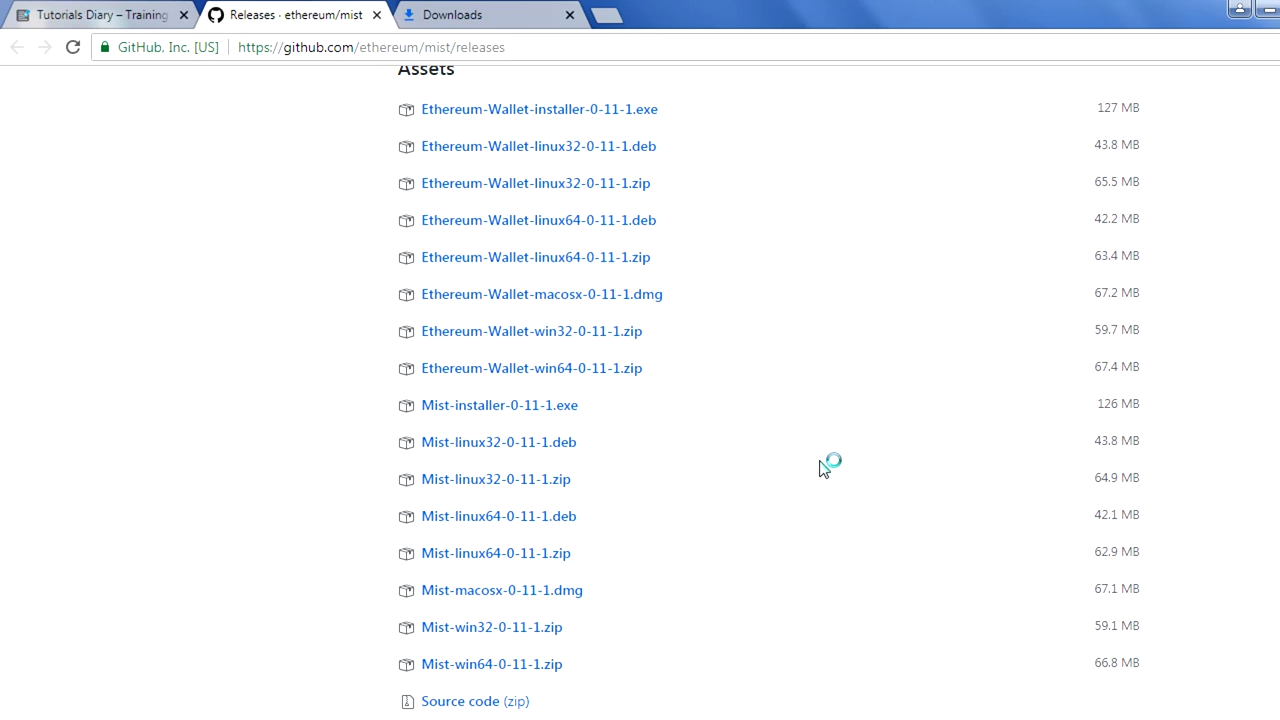 Tutorials Diary – Training
Releases · ethereum/mist
Downloads
GitHub, Inc. [US]
https://github.com/ethereum/mist/releases
Assets
Ethereum-Wallet-installer-0-11-1.exe 127 MB
Ethereum-Wallet-linux32-0-11-1.deb 43.8 MB
Ethereum-Wallet-linux32-0-11-1.zip 65.5 MB
Ethereum-Wallet-linux64-0-11-1.deb 42.2 MB
Ethereum-Wallet-linux64-0-11-1.zip 63.4 MB
Ethereum-Wallet-macosx-0-11-1.dmg 67.2 MB
Ethereum-Wallet-win32-0-11-1.zip 59.7 MB
Ethereum-Wallet-win64-0-11-1.zip 67.4 MB
Mist-installer-0-11-1.exe 126 MB
Mist-linux32-0-11-1.deb 43.8 MB
Mist-linux32-0-11-1.zip 64.9 MB
Mist-linux64-0-11-1.deb 42.1 MB
Mist-linux64-0-11-1.zip 62.9 MB
Mist-macosx-0-11-1.dmg 67.1 MB
Mist-win32-0-11-1.zip 59.1 MB
Mist-win64-0-11-1.zip 66.8 MB
Source code (zip)